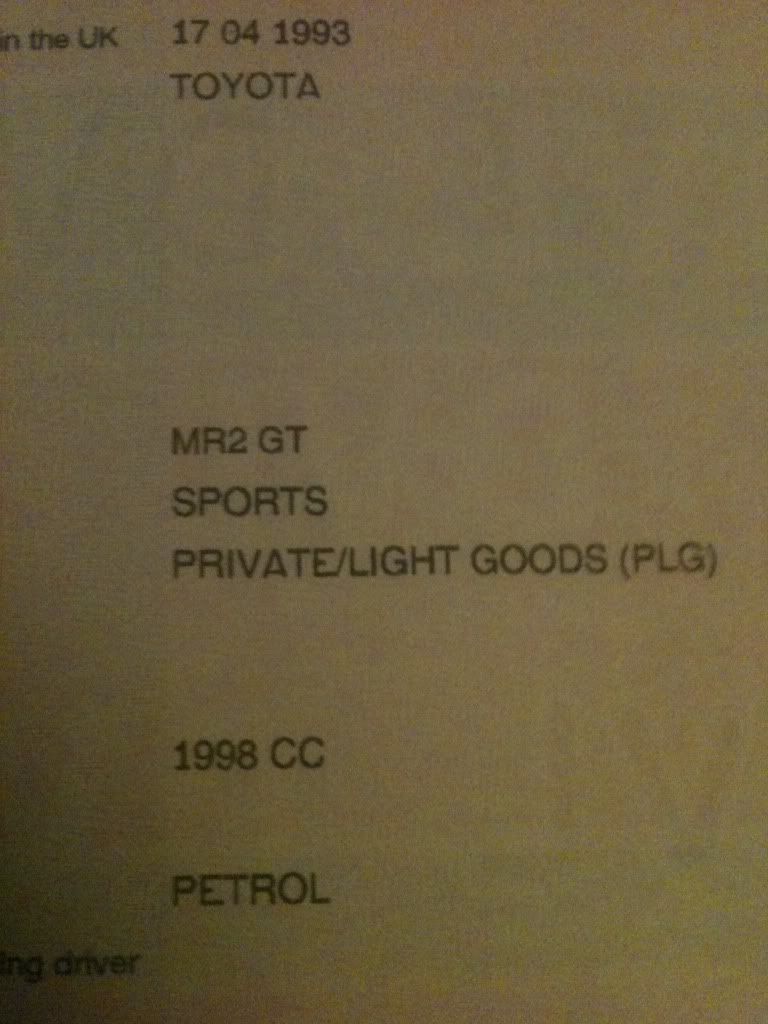 in the UK 17 04 1993
TOYOTA
MR2 GT
SPORTS
PRIVATE/LIGHT GOODS (PLG)
1998 CC
PETROL
ing driver